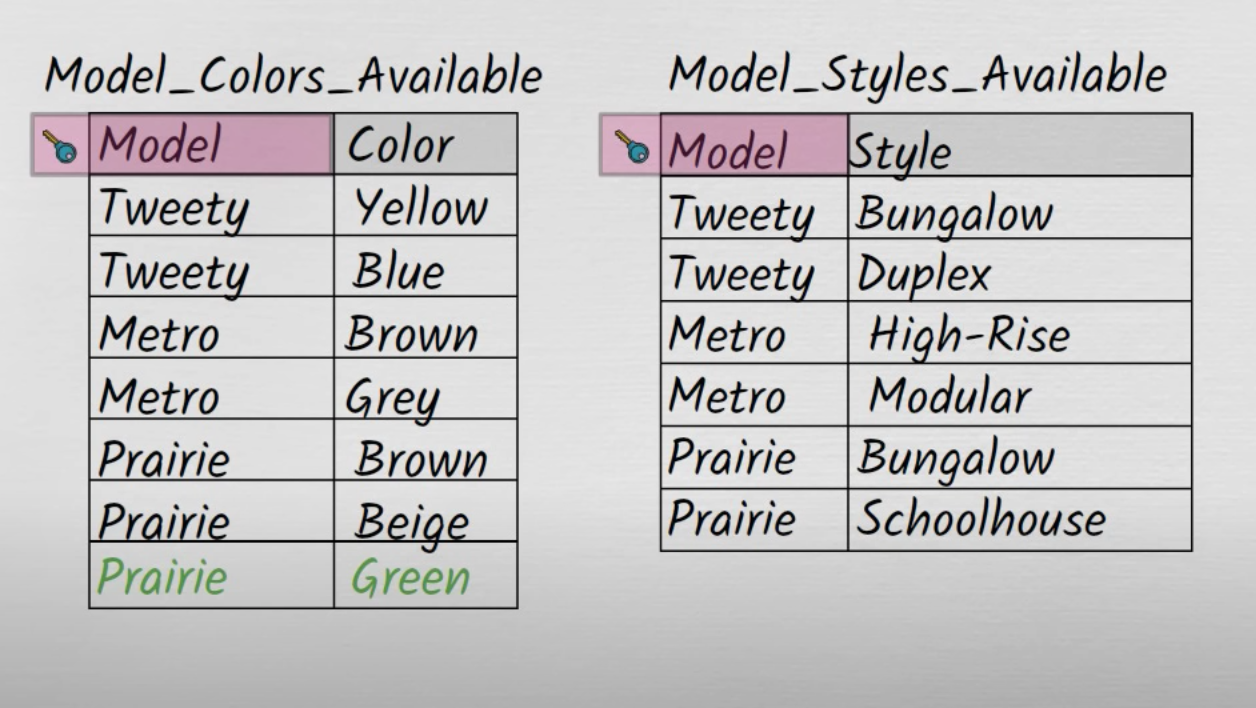 Model_Colors_Available
Model Color
Tweety Yellow
Tweety Blue
Metro Brown
Metro Grey
Prairie Brown
Prairie Beige
Prairie Green
Model_Styles_Available
Model Style
Tweety Bungalow
Tweety Duplex
Metro High-Rise
Metro Modular
Prairie Bungalow
Prairie Schoolhouse